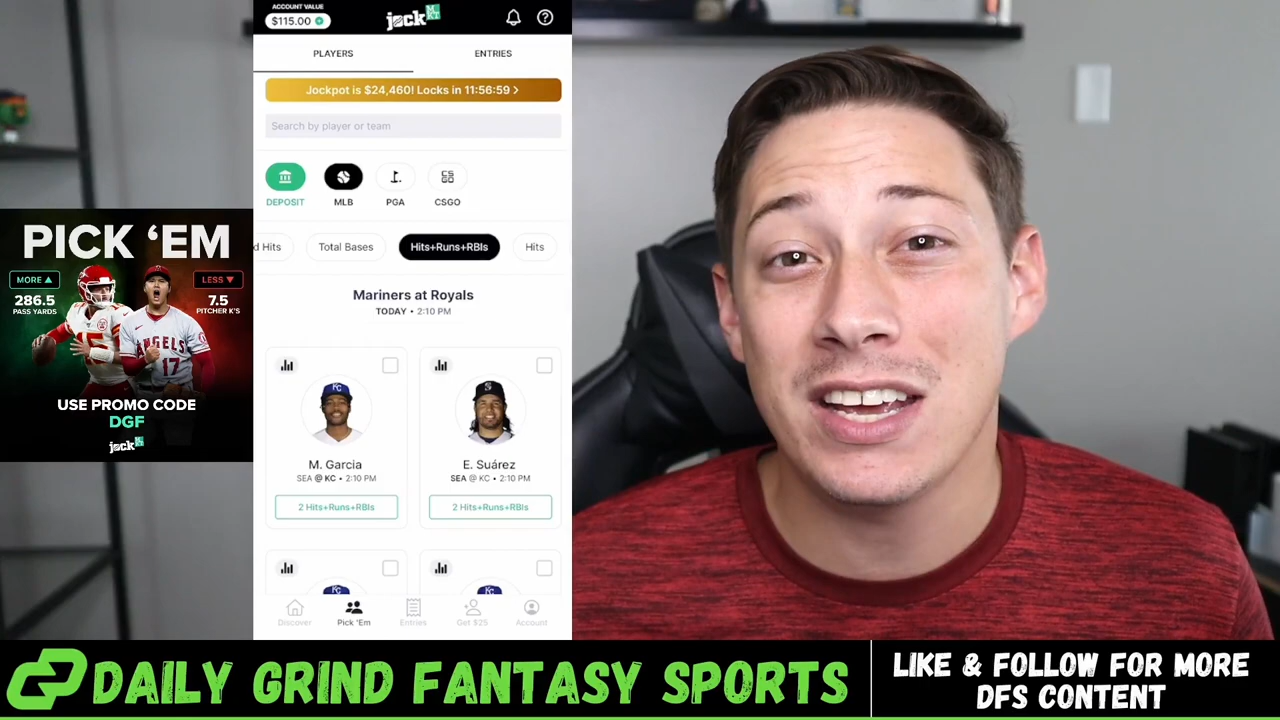 ACCOUNT VALUE
$115.00
jock MKT
PLAYERS
ENTRIES
Jockpot is $24,460! Locks in 11:56:59 >
Search by player or team
DEPOSIT
MLB
PGA
CSGO
d Hits
Total Bases
Hits+Runs+RBIs
Hits
Mariners at Royals
TODAY • 2:10 PM
M. Garcia
SEA @ KC • 2:10 PM
2 Hits+Runs+RBIs
E. Suárez
SEA @ KC • 2:10 PM
2 Hits+Runs+RBIs
Discover
Pick 'Em
Entries
Get $25
Account
PICK ‘EM
MORE ▲
286.5
PASS YARDS
LESS ▼
7.5
PITCHER K'S
15
ANGELS
17
USE PROMO CODE
DGF
jock
DAILY GRIND FANTASY SPORTS
LIKE & FOLLOW FOR MORE
DFS CONTENT